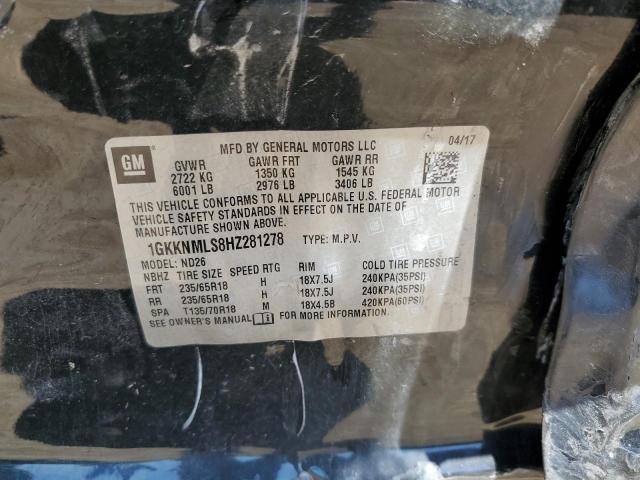 GM
MFD BY GENERAL MOTORS LLC
04/17
GVWR GAWR FRT GAWR RR
2722 KG 1350 KG 1545 KG
6001 LB 2976 LB 3406 LB
THIS VEHICLE CONFORMS TO ALL APPLICABLE U.S. FEDERAL MOTOR
VEHICLE SAFETY STANDARDS IN EFFECT ON THE DATE OF
MANUFACTURE SHOWN ABOVE.
1GKKNMLS8HZ281278 TYPE: M.P.V.
MODEL: ND26
NBHZ TIRE SIZE SPEED RTG RIM COLD TIRE PRESSURE
FRT 235/65R18 H 18X7.5J 240KPA(35PSI)
RR 235/65R18 H 18X7.5J 240KPA(35PSI)
SPA T135/70R18 M 18X4.5B 420KPA(60PSI)
SEE OWNER'S MANUAL FOR MORE INFORMATION.